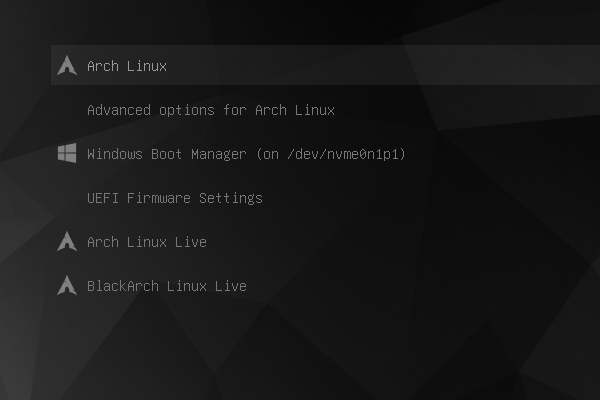 Arch Linux
Advanced options for Arch Linux
Windows Boot Manager (on /dev/nvme0n1p1)
UEFI Firmware Settings
Arch Linux Live
BlackArch Linux Live